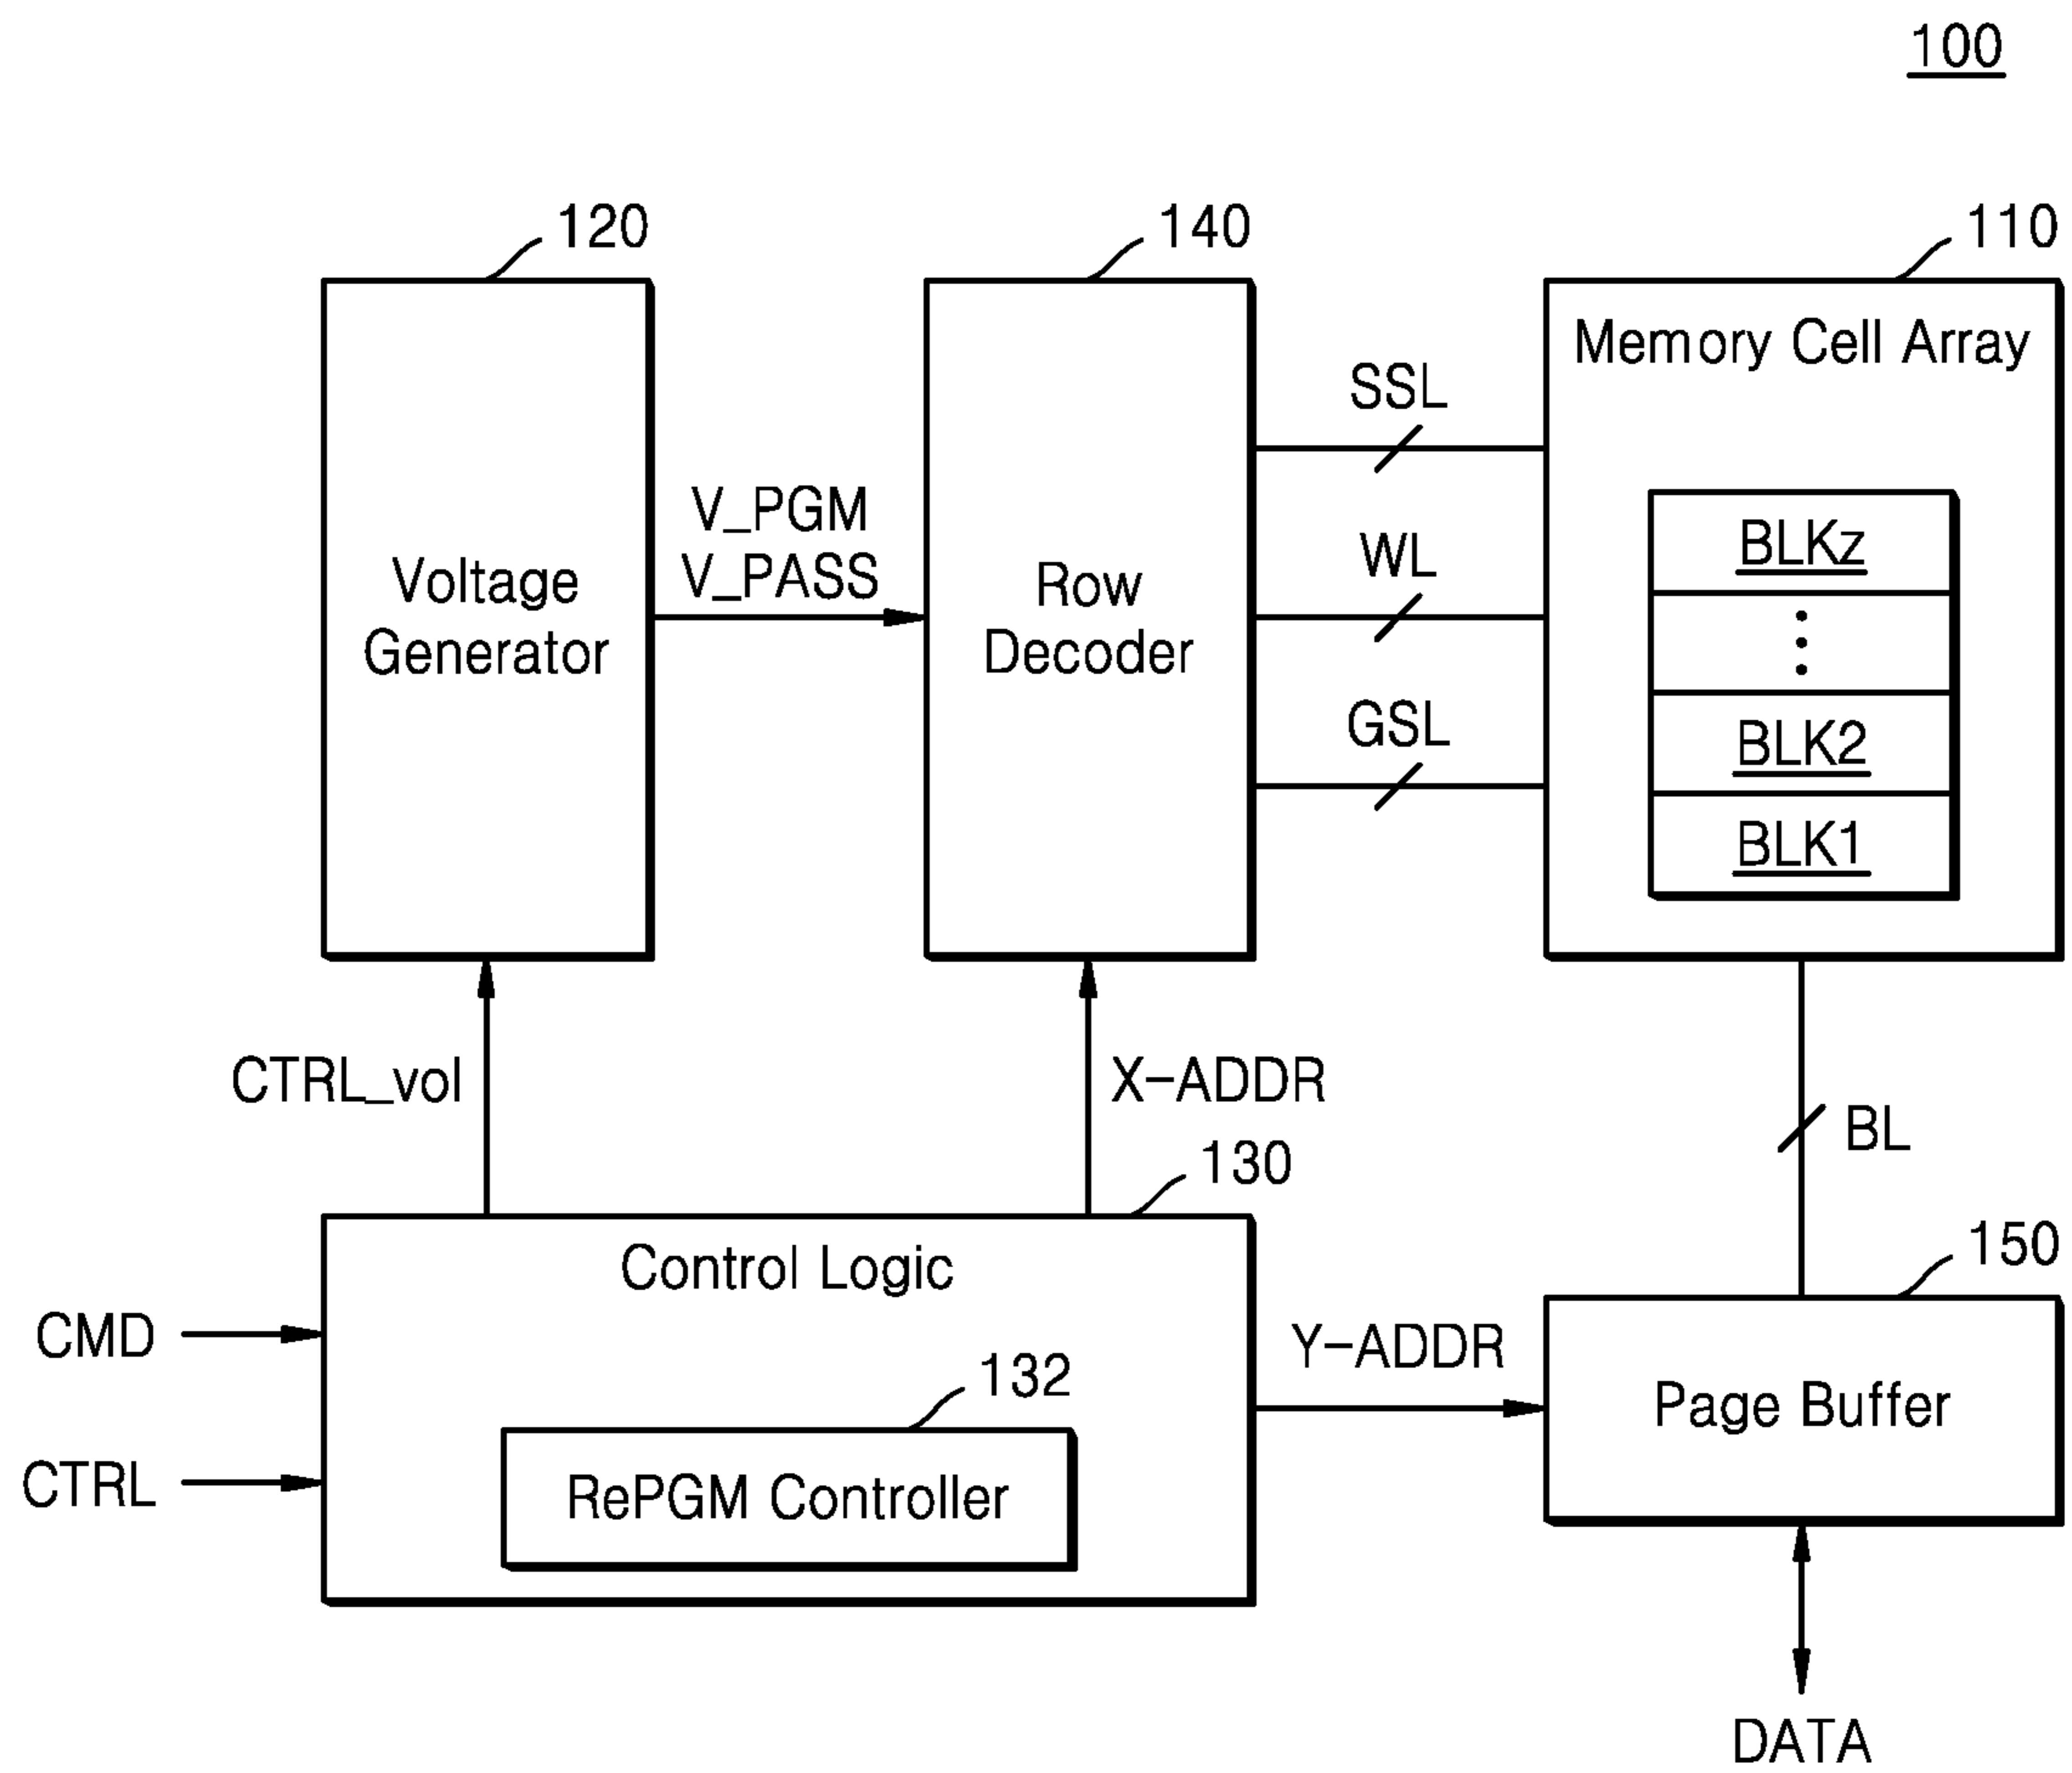 100
120
140
110
Memory Cell Array
SSL
V_PGM
V_PASS
WL
BLKz
Voltage
Generator
Row
Decoder
GSL
BLK2
BLK1
CTRL_vol
X-ADDR
BL
130
Control Logic
150
CMD
Y-ADDR
132
Page Buffer
CTRL
RePGM Controller
DATA